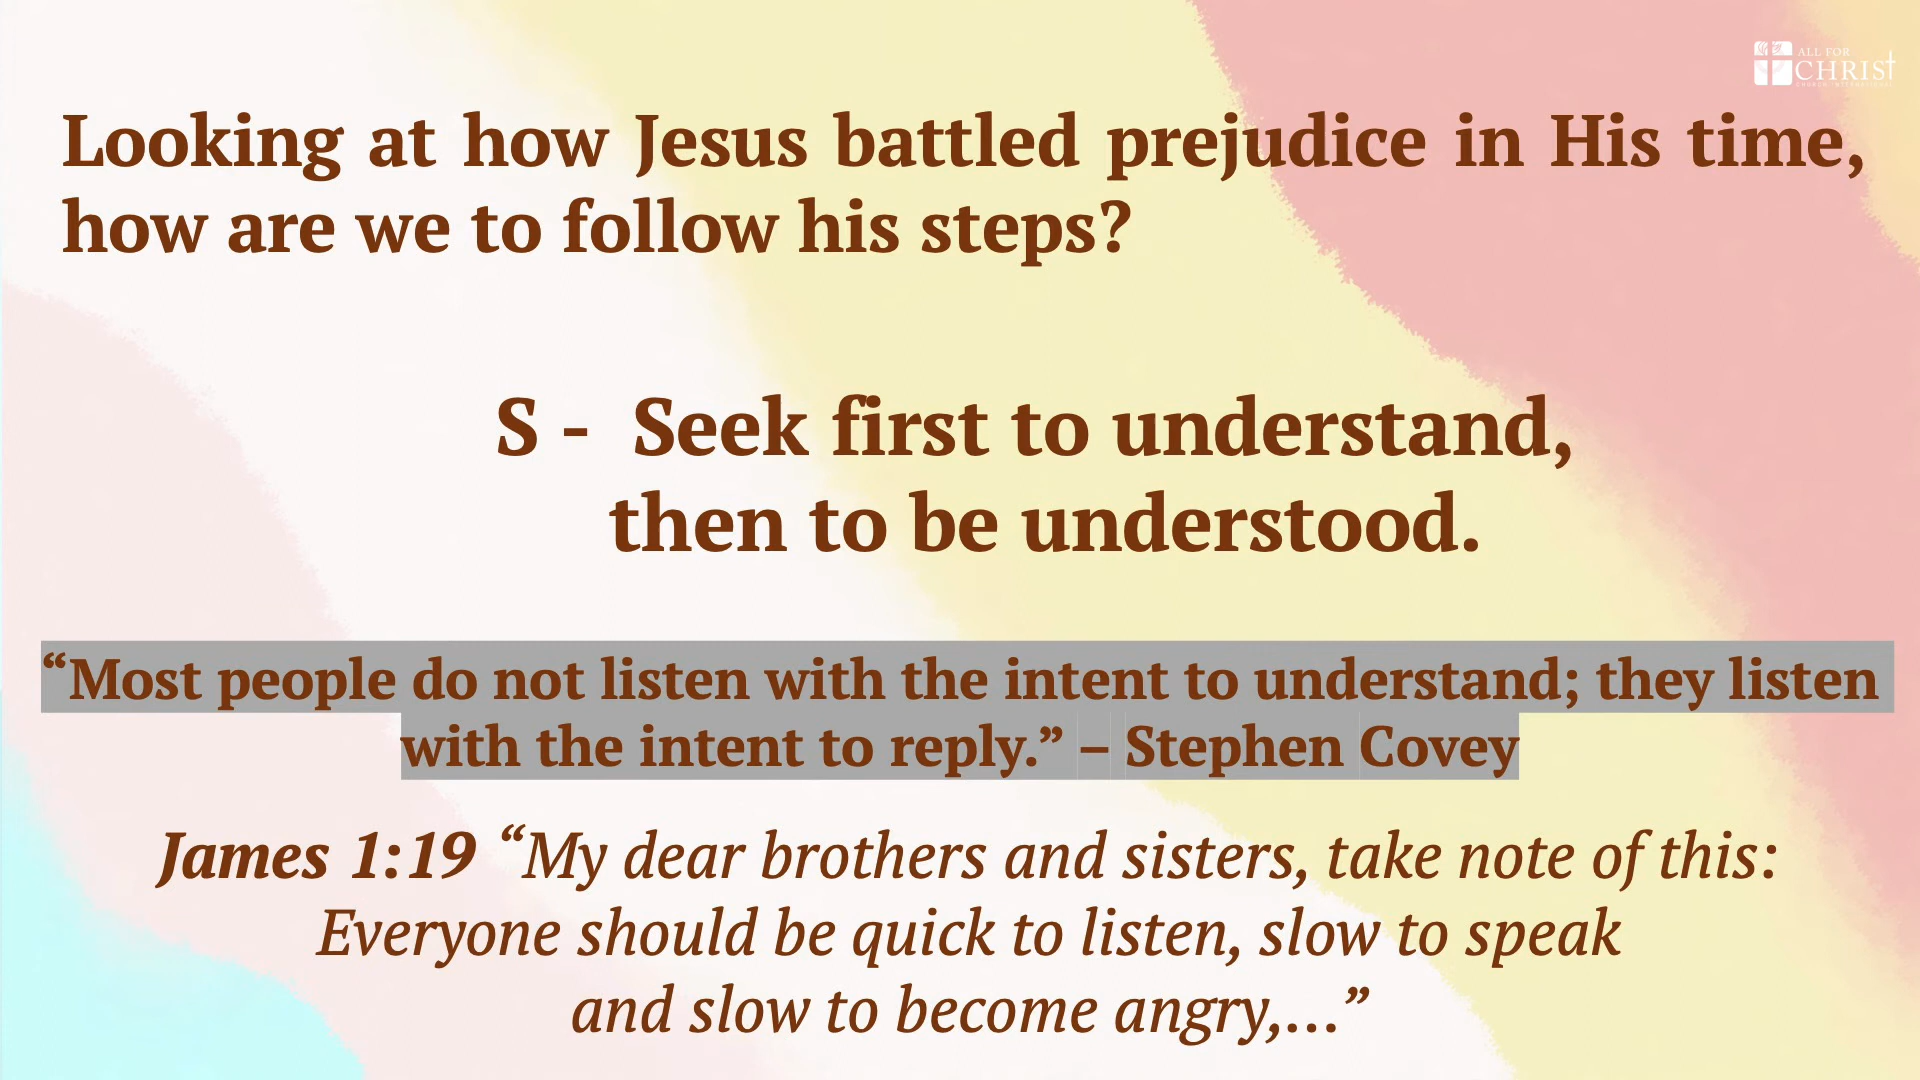 ALL FOR
CHRIST
CHURCH INTERNATIONAL
Looking at how Jesus battled prejudice in His time,
how are we to follow his steps?
S - Seek first to understand,
then to be understood.
“Most people do not listen with the intent to understand; they listen
with the intent to reply.” – Stephen Covey
James 1:19 “My dear brothers and sisters, take note of this:
Everyone should be quick to listen, slow to speak
and slow to become angry,...”